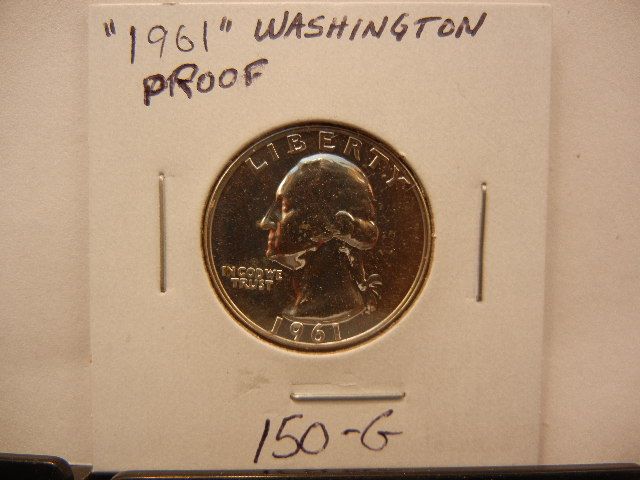 "1961" WASHINGTON
PROOF
LIBERTY
IN GOD WE
TRUST
1961
150-G